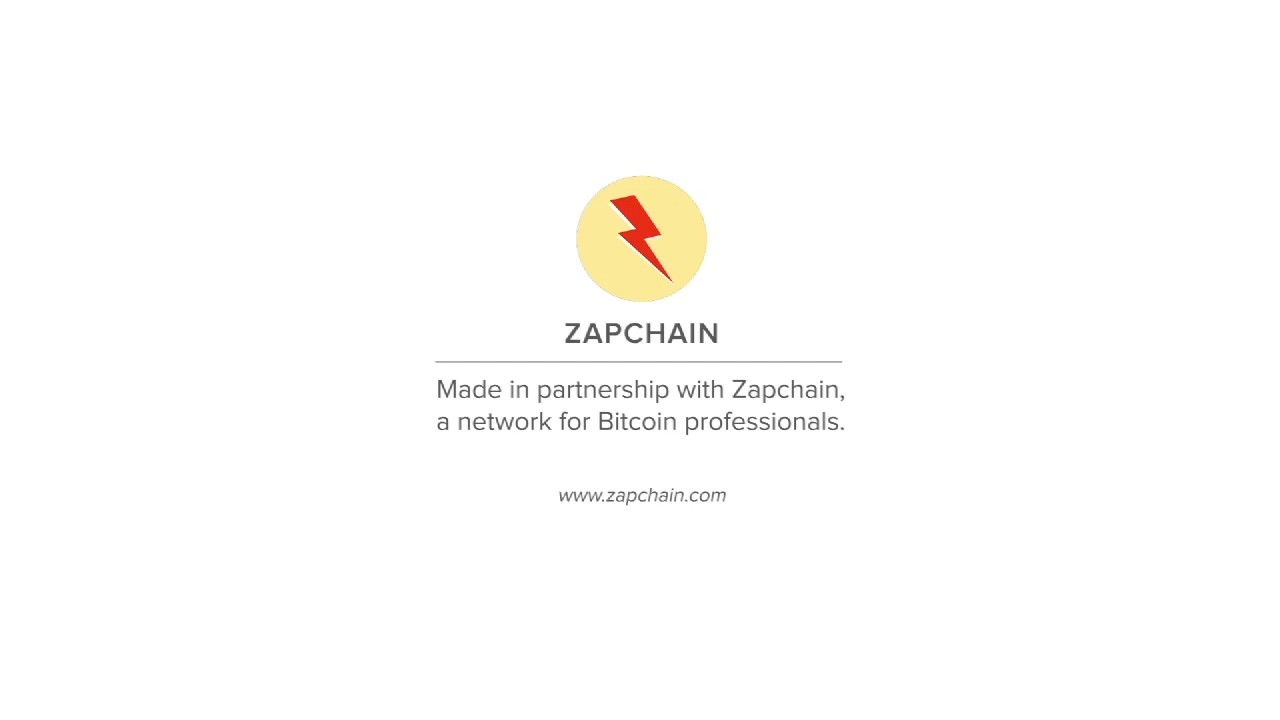 ZAPCHAIN
Made in partnership with Zapchain,
a network for Bitcoin professionals.
www.zapchain.com